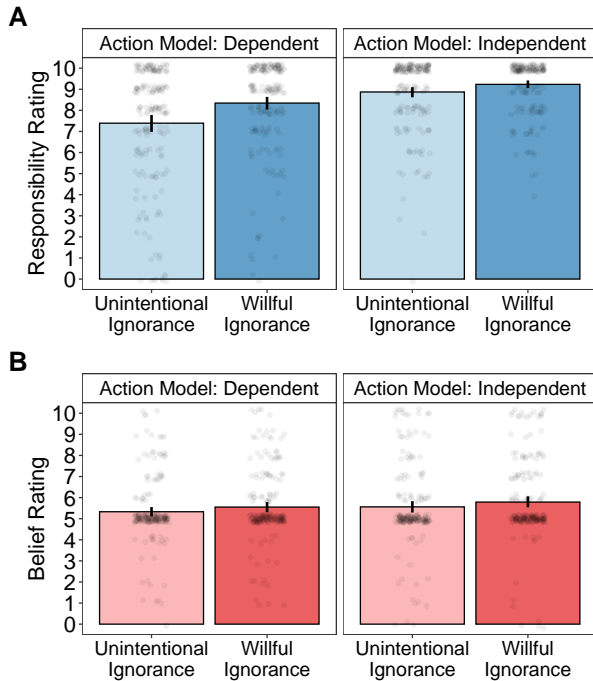 A
Action Model: Dependent
Action Model: Independent
Responsibility Rating
10
9
8
7
6
5
4
3
2
1
0
Unintentional
Ignorance
Willful
Ignorance
Unintentional
Ignorance
Willful
Ignorance
B
Action Model: Dependent
Action Model: Independent
Belief Rating
10
9
8
7
6
5
4
3
2
1
0
Unintentional
Ignorance
Willful
Ignorance
Unintentional
Ignorance
Willful
Ignorance